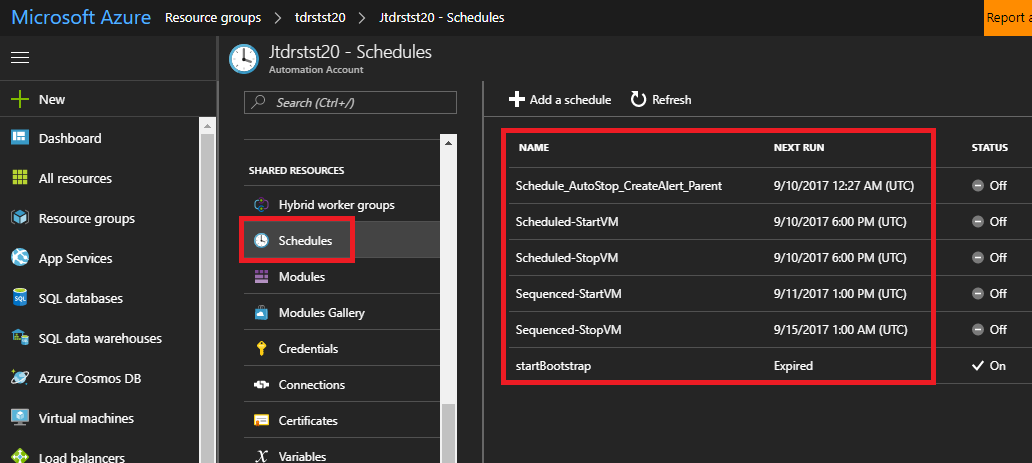 Microsoft Azure Resource groups > tdrstst20 > Jtdrstst20 - Schedules
Report a
Jtdrstst20 - Schedules
Automation Account
New
Dashboard
All resources
Resource groups
App Services
SQL databases
SQL data warehouses
Azure Cosmos DB
Virtual machines
Load balancers
Search (Ctrl+/)
SHARED RESOURCES
Hybrid worker groups
Schedules
Modules
Modules Gallery
Credentials
Connections
Certificates
Variables
Add a schedule Refresh
NAME NEXT RUN STATUS
Schedule_AutoStop_CreateAlert_Parent 9/10/2017 12:27 AM (UTC) Off
Scheduled-StartVM 9/10/2017 6:00 PM (UTC) Off
Scheduled-StopVM 9/10/2017 6:00 PM (UTC) Off
Sequenced-StartVM 9/11/2017 1:00 PM (UTC) Off
Sequenced-StopVM 9/15/2017 1:00 AM (UTC) Off
startBootstrap Expired On